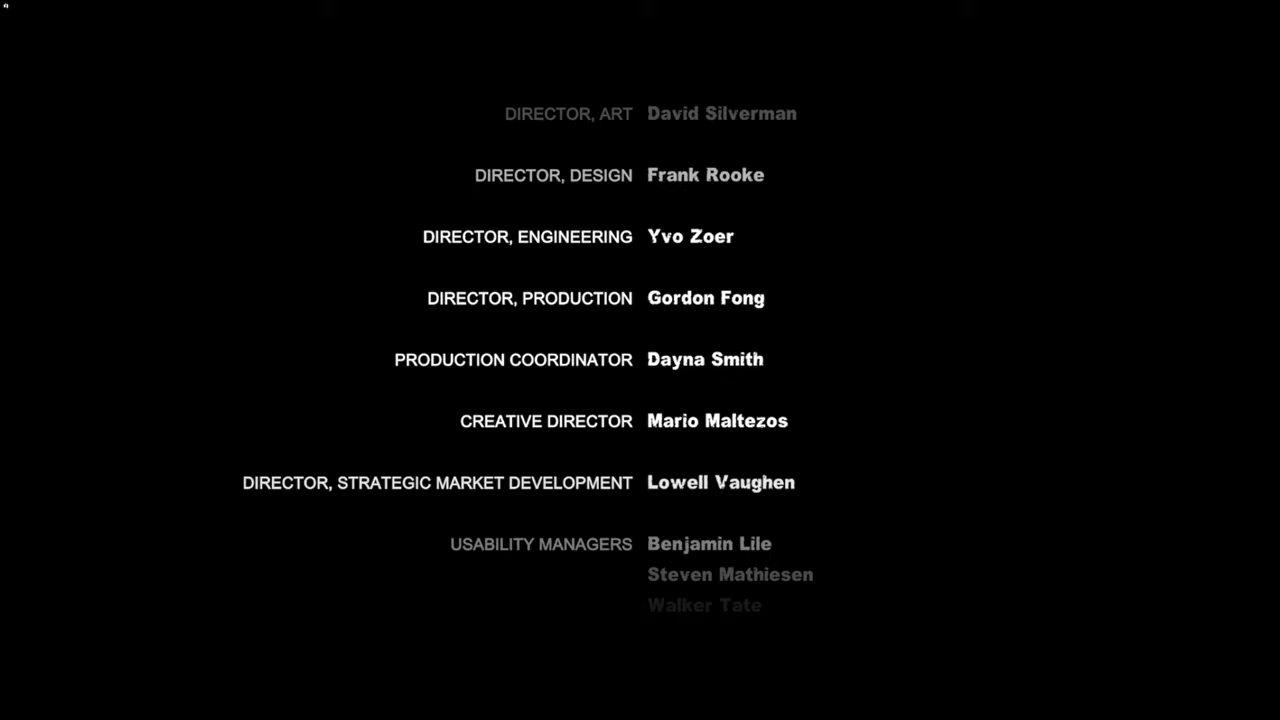 DIRECTOR, ART David Silverman
DIRECTOR, DESIGN Frank Rooke
DIRECTOR, ENGINEERING Yvo Zoer
DIRECTOR, PRODUCTION Gordon Fong
PRODUCTION COORDINATOR Dayna Smith
CREATIVE DIRECTOR Mario Maltezos
DIRECTOR, STRATEGIC MARKET DEVELOPMENT Lowell Vaughen
USABILITY MANAGERS Benjamin Lile
Steven Mathiesen
Walker Tate